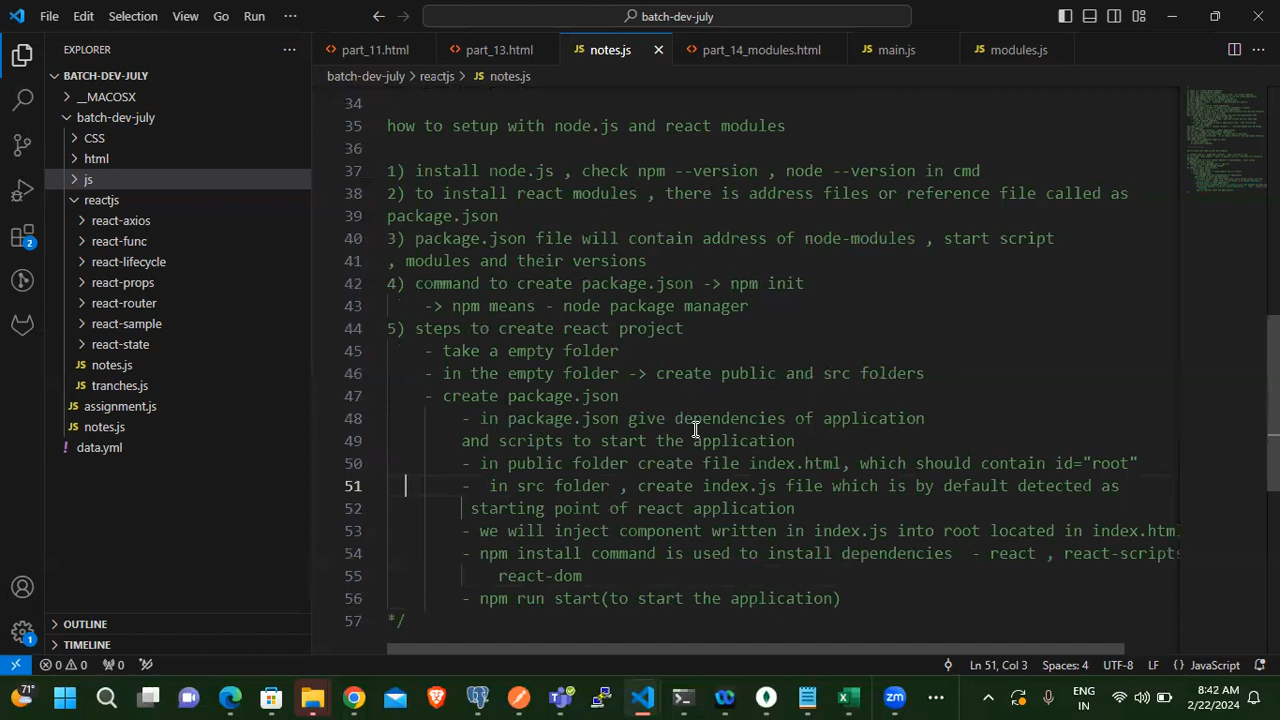 File Edit Selection View Go Run ··· batch-dev-july
EXPLORER ···
part_11.html part_13.html JS notes.js × part_14_modules.html JS main.js JS modules.js ···
BATCH-DEV-JULY
batch-dev-july > reactjs > JS notes.js
__MACOSX
batch-dev-july
CSS
html
js
reactjs
react-axios
react-func
react-lifecycle
react-props
react-router
react-sample
react-state
JS notes.js
JS tranches.js
JS assignment.js
JS notes.js
data.yml
OUTLINE
TIMELINE
2
1
34
35 how to setup with node.js and react modules
36
37 1) install node.js , check npm --version , node --version in cmd
38 2) to install react modules , there is address files or reference file called as
39 package.json
40 3) package.json file will contain address of node-modules , start script
41 , modules and their versions
42 4) command to create package.json -> npm init
43 -> npm means - node package manager
44 5) steps to create react project
45 - take a empty folder
46 - in the empty folder -> create public and src folders
47 - create package.json
48 - in package.json give dependencies of application
49 and scripts to start the application
50 - in public folder create file index.html, which should contain id="root"
51 - in src folder , create index.js file which is by default detected as
52 starting point of react application
53 - we will inject component written in index.js into root located in index.htm
54 - npm install command is used to install dependencies - react , react-scripts
55 react-dom
56 - npm run start(to start the application)
57 */
0 0 0 Ln 51, Col 3 Spaces: 4 UTF-8 LF {} JavaScript
71° ENG IN 8:42 AM 2/22/2024